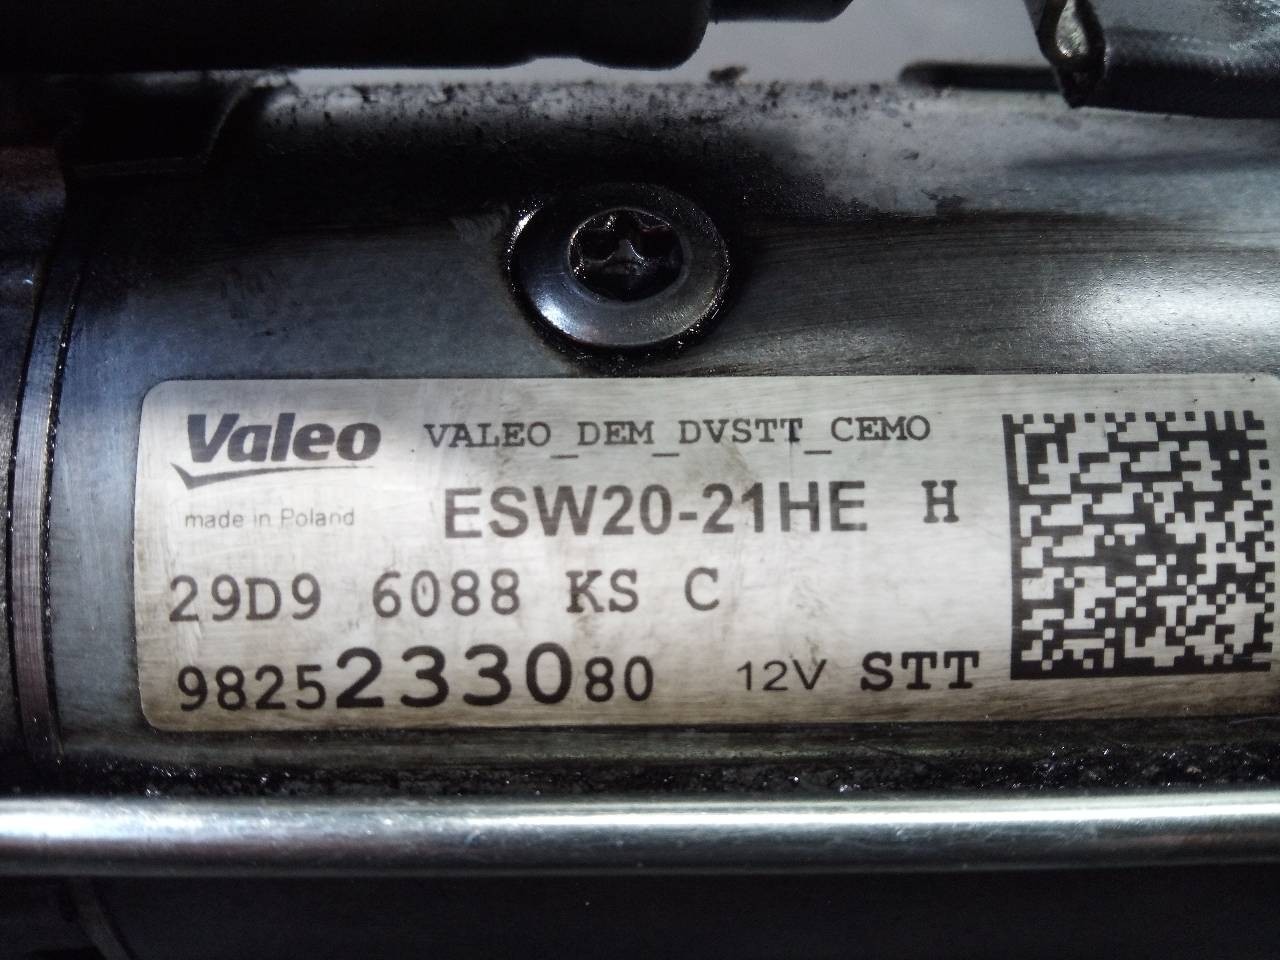 Valeo VALEO_DEM_DVSTT_CEMO
made in Poland ESW20-21HE H
29D9 6088 KS C
9825233080 12V STT